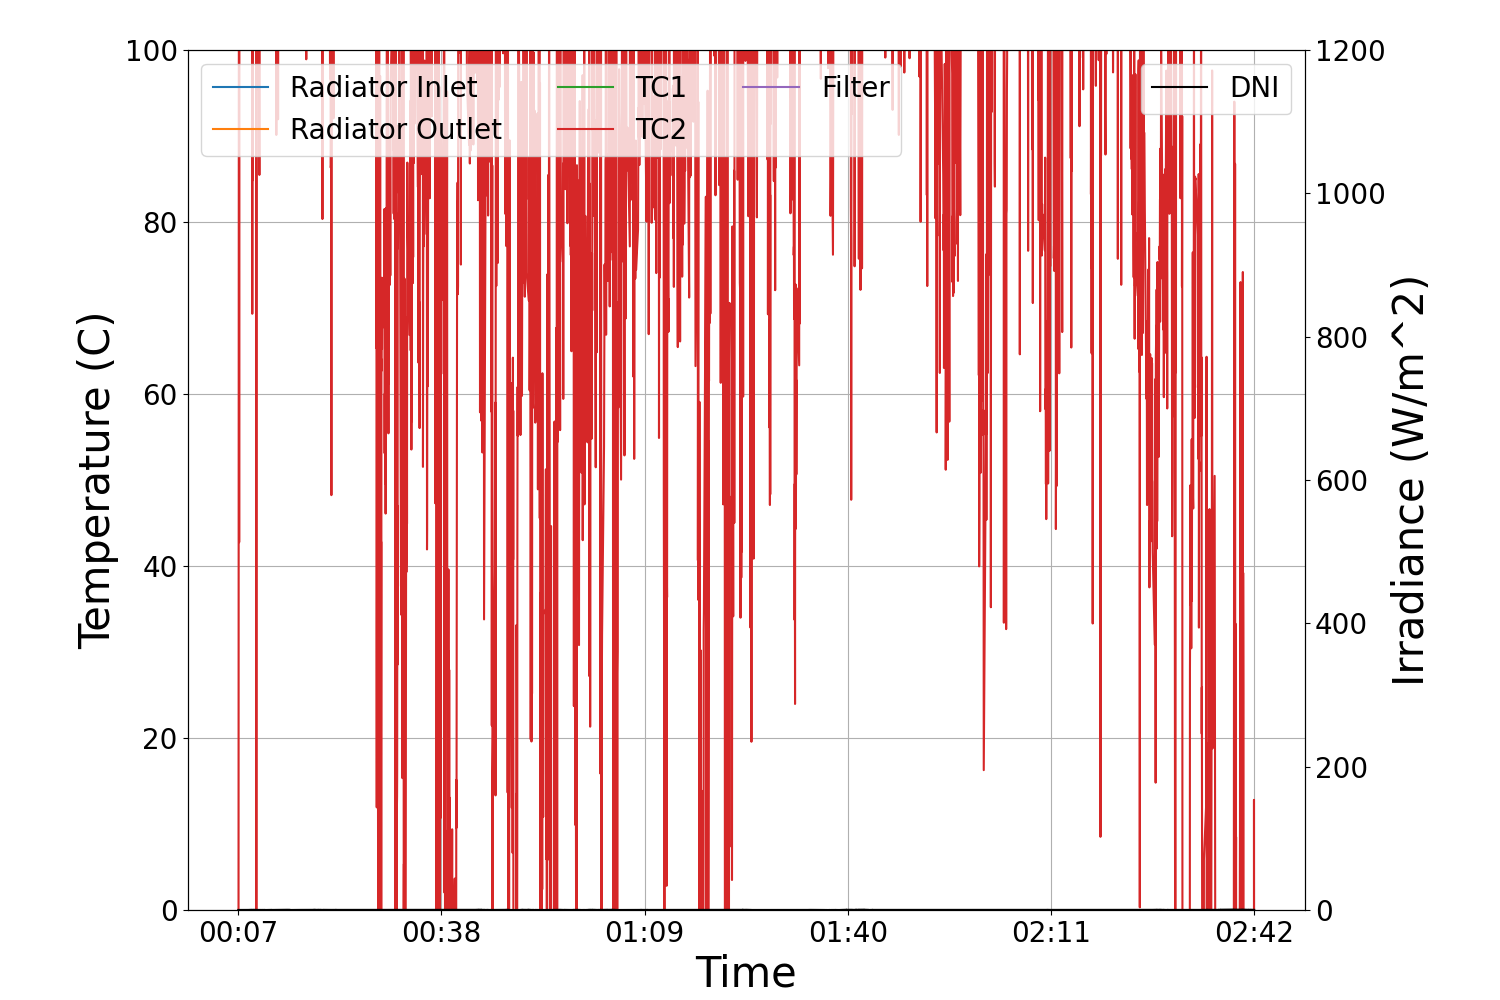 Temperature (C)
100
80
60
40
20
0
Radiator Inlet
Radiator Outlet
TC1
TC2
Filter
DNI
1200
1000
800
600
400
200
0
Irradiance (W/m^2)
00:07
00:38
01:09
01:40
02:11
02:42
Time